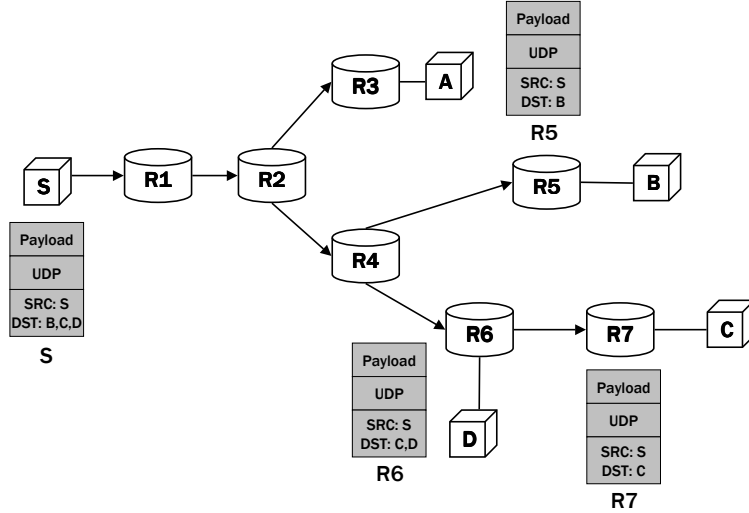 Payload
UDP
SRC: S
DST: B
R5
R3
A
S
R1
R2
R5
B
R4
Payload
UDP
SRC: S
DST: B,C,D
S
R6
R7
C
D
Payload
UDP
SRC: S
DST: C,D
R6
Payload
UDP
SRC: S
DST: C
R7